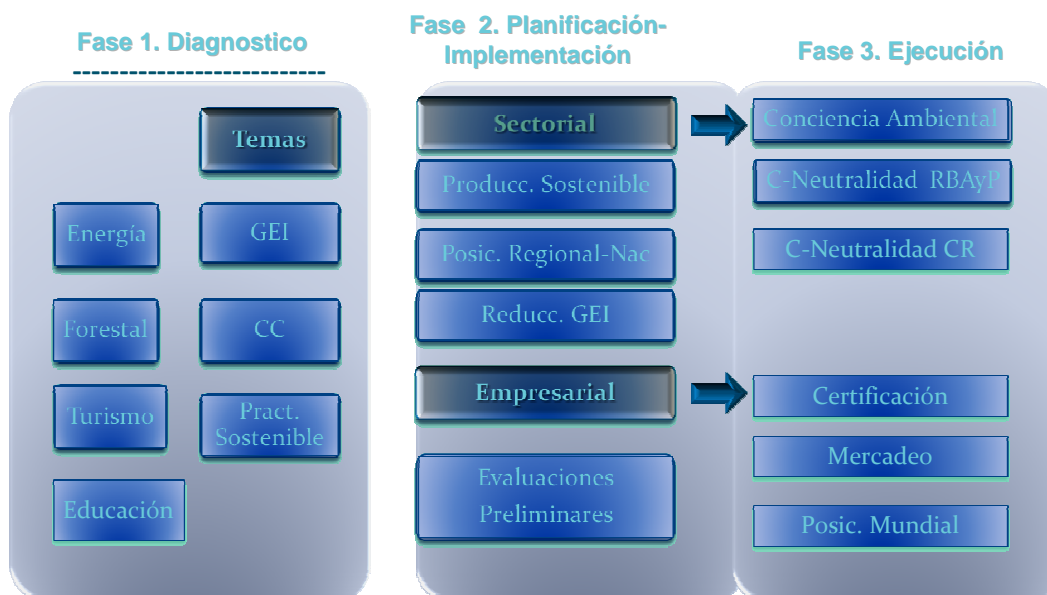 Fase 1. Diagnostico
---------------------------
Temas
Energía
GEI
Forestal
CC
Turismo
Pract.
Sostenible
Educación
Fase 2. Planificación-
Implementación
Sectorial
Producc. Sostenible
Posic. Regional-Nac
Reducc. GEI
Empresarial
Evaluaciones
Preliminares
Fase 3. Ejecución
Conciencia Ambiental
C-Neutralidad RBAyP
C-Neutralidad CR
Certificación
Mercadeo
Posic. Mundial